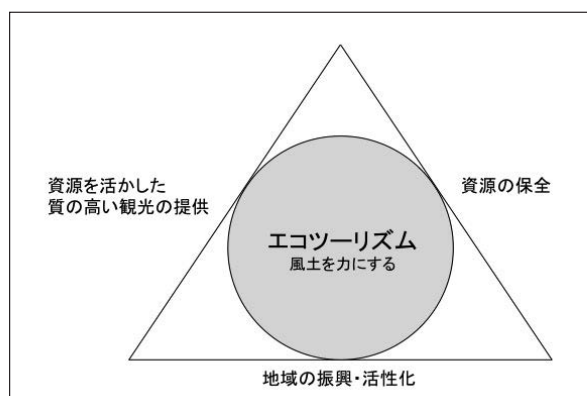 資源を活かした
質の高い観光の提供
資源の保全
エコツーリズム
風土を力にする
地域の振興・活性化